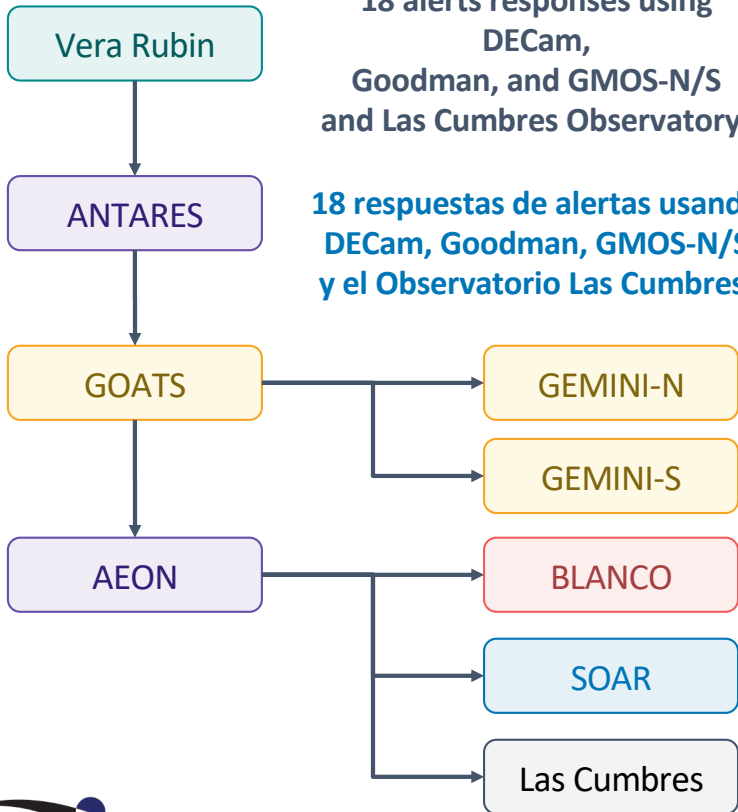 Vera Rubin
18 alerts responses using
DECam,
Goodman, and GMOS-N/S
and Las Cumbres Observatory
ANTARES
18 respuestas de alertas usand
DECam, Goodman, GMOS-N/S
y el Observatorio Las Cumbres
GOATS
GEMINI-N
GEMINI-S
AEON
BLANCO
SOAR
Las Cumbres